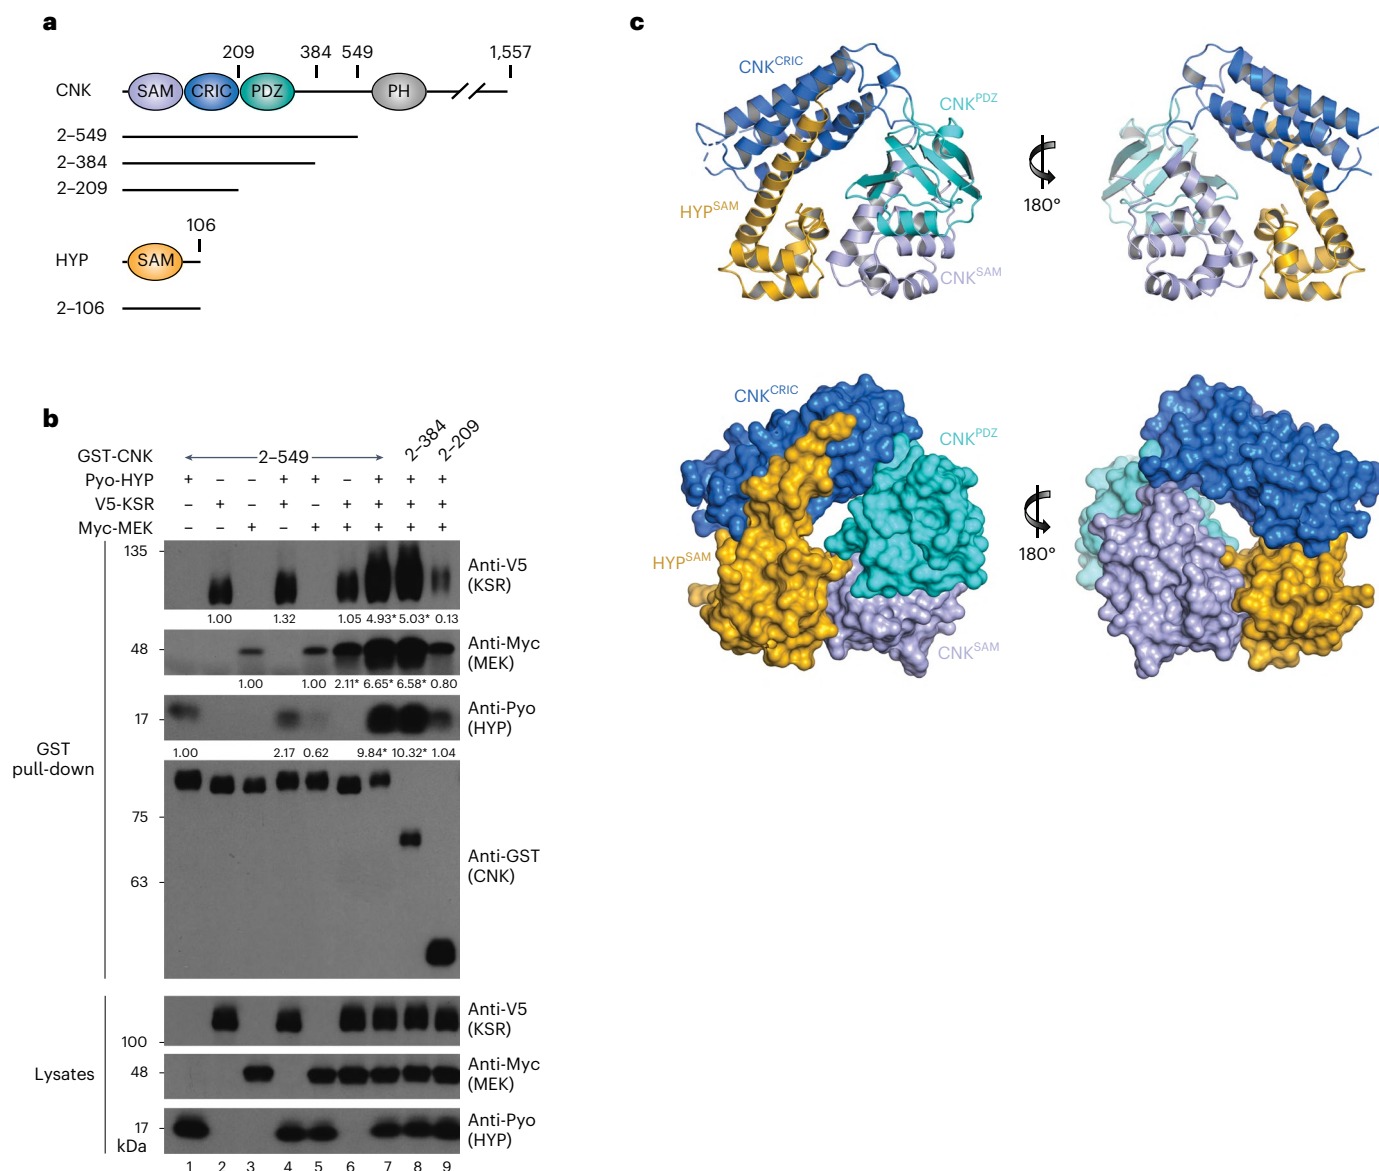 a
209 384 549 1,557
CNK SAM CRIC PDZ PH
2–549
2–384
2–209
106
HYP SAM
2–106
b
GST-CNK 2–549 2–384 2–209
Pyo-HYP + – – + + – + + +
V5-KSR – + – + – + + + +
Myc-MEK – – + – + + + + +
135
Anti-V5
(KSR)
1.00 1.32 1.05 4.93* 5.03* 0.13
48
Anti-Myc
(MEK)
1.00 1.00 2.11* 6.65* 6.58* 0.80
17
Anti-Pyo
(HYP)
1.00 2.17 0.62 9.84* 10.32* 1.04
GST
pull-down
75
63
Anti-GST
(CNK)
Anti-V5
(KSR)
100
Lysates
48
Anti-Myc
(MEK)
17
Anti-Pyo
(HYP)
kDa
1 2 3 4 5 6 7 8 9
c
CNK^CRIC
CNK^PDZ
HYP^SAM
CNK^SAM
180°
CNK^CRIC
CNK^PDZ
HYP^SAM
CNK^SAM
180°